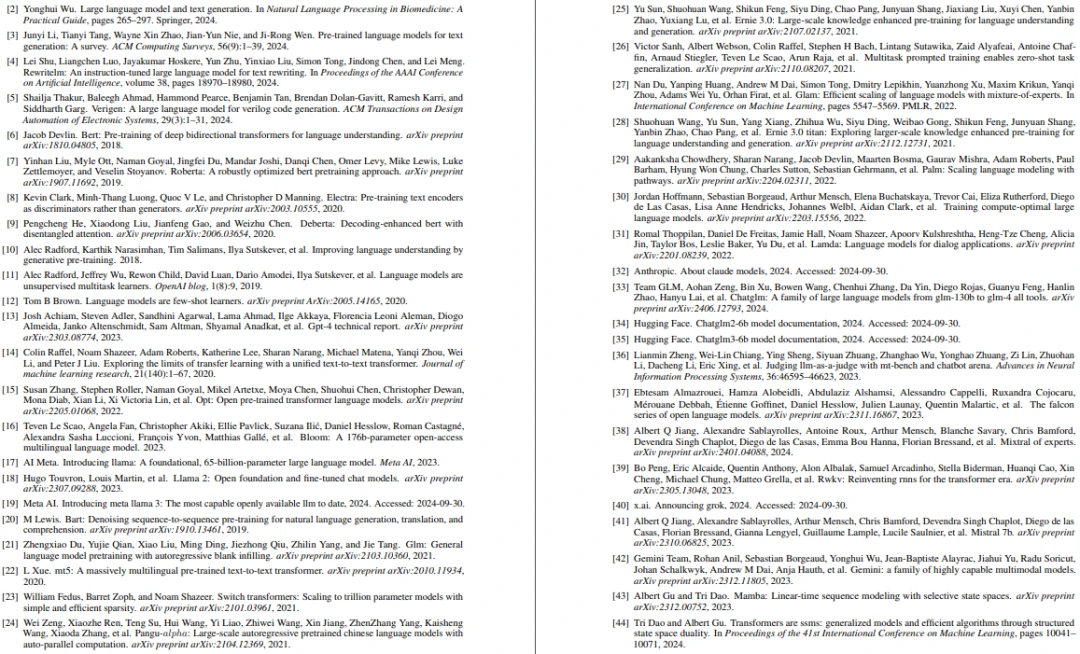 [2] Yonghui Wu. Large language model and text generation. In Natural Language Processing in Biomedicine: A
Practical Guide, pages 265–297. Springer, 2024.
[3] Junyi Li, Tianyi Tang, Wayne Xin Zhao, Jian-Yun Nie, and Ji-Rong Wen. Pre-trained language models for text
generation: A survey. ACM Computing Surveys, 56(9):1–39, 2024.
[4] Lei Shu, Liangchen Luo, Jayakumar Hoskere, Yun Zhu, Yinxiao Liu, Simon Tong, Jindong Chen, and Lei Meng.
Rewritelm: An instruction-tuned large language model for text rewriting. In Proceedings of the AAAI Conference
on Artificial Intelligence, volume 38, pages 18970–18980, 2024.
[5] Shailja Thakur, Baleegh Ahmad, Hammond Pearce, Benjamin Tan, Brendan Dolan-Gavitt, Ramesh Karri, and
Siddharth Garg. Verigen: A large language model for verilog code generation. ACM Transactions on Design
Automation of Electronic Systems, 29(3):1–31, 2024.
[6] Jacob Devlin. Bert: Pre-training of deep bidirectional transformers for language understanding. arXiv preprint
arXiv:1810.04805, 2018.
[7] Yinhan Liu, Myle Ott, Naman Goyal, Jingfei Du, Mandar Joshi, Danqi Chen, Omer Levy, Mike Lewis, Luke
Zettlemoyer, and Veselin Stoyanov. Roberta: A robustly optimized bert pretraining approach. arXiv preprint
arXiv:1907.11692, 2019.
[8] Kevin Clark, Minh-Thang Luong, Quoc V Le, and Christopher D Manning. Electra: Pre-training text encoders
as discriminators rather than generators. arXiv preprint arXiv:2003.10555, 2020.
[9] Pengcheng He, Xiaodong Liu, Jianfeng Gao, and Weizhu Chen. Deberta: Decoding-enhanced bert with
disentangled attention. arXiv preprint arXiv:2006.03654, 2020.
[10] Alec Radford, Karthik Narasimhan, Tim Salimans, Ilya Sutskever, et al. Improving language understanding by
generative pre-training. 2018.
[11] Alec Radford, Jeffrey Wu, Rewon Child, David Luan, Dario Amodei, Ilya Sutskever, et al. Language models are
unsupervised multitask learners. OpenAI blog, 1(8):9, 2019.
[12] Tom B Brown. Language models are few-shot learners. arXiv preprint ArXiv:2005.14165, 2020.
[13] Josh Achiam, Steven Adler, Sandhini Agarwal, Lama Ahmad, Ilge Akkaya, Florencia Leoni Aleman, Diogo
Almeida, Janko Altenschmidt, Sam Altman, Shyamal Anadkat, et al. Gpt-4 technical report. arXiv preprint
arXiv:2303.08774, 2023.
[14] Colin Raffel, Noam Shazeer, Adam Roberts, Katherine Lee, Sharan Narang, Michael Matena, Yanqi Zhou, Wei
Li, and Peter J Liu. Exploring the limits of transfer learning with a unified text-to-text transformer. Journal of
machine learning research, 21(140):1–67, 2020.
[15] Susan Zhang, Stephen Roller, Naman Goyal, Mikel Artetxe, Moya Chen, Shuohui Chen, Christopher Dewan,
Mona Diab, Xian Li, Xi Victoria Lin, et al. Opt: Open pre-trained transformer language models. arXiv preprint
arXiv:2205.01068, 2022.
[16] Teven Le Scao, Angela Fan, Christopher Akiki, Ellie Pavlick, Suzana Ilić, Daniel Hesslow, Roman Castagné,
Alexandra Sasha Luccioni, François Yvon, Matthias Gallé, et al. Bloom: A 176b-parameter open-access
multilingual language model. 2023.
[17] AI Meta. Introducing llama: A foundational, 65-billion-parameter large language model. Meta AI, 2023.
[18] Hugo Touvron, Louis Martin, et al. Llama 2: Open foundation and fine-tuned chat models. arXiv preprint
arXiv:2307.09288, 2023.
[19] Meta AI. Introducing meta llama 3: The most capable openly available llm to date, 2024. Accessed: 2024-09-30.
[20] M Lewis. Bart: Denoising sequence-to-sequence pre-training for natural language generation, translation, and
comprehension. arXiv preprint arXiv:1910.13461, 2019.
[21] Zhengxiao Du, Yujie Qian, Xiao Liu, Ming Ding, Jiezhong Qiu, Zhilin Yang, and Jie Tang. Glm: General
language model pretraining with autoregressive blank infilling. arXiv preprint arXiv:2103.10360, 2021.
[22] L Xue. mt5: A massively multilingual pre-trained text-to-text transformer. arXiv preprint arXiv:2010.11934,
2020.
[23] William Fedus, Barret Zoph, and Noam Shazeer. Switch transformers: Scaling to trillion parameter models with
simple and efficient sparsity. arXiv preprint arXiv:2101.03961, 2021.
[24] Wei Zeng, Xiaozhe Ren, Teng Su, Hui Wang, Yi Liao, Zhiwei Wang, Xin Jiang, ZhenZhang Yang, Kaisheng
Wang, Xiaoda Zhang, et al. Pangu-alpha: Large-scale autoregressive pretrained chinese language models with
auto-parallel computation. arXiv preprint arXiv:2104.12369, 2021.
[25] Yu Sun, Shuohuan Wang, Shikun Feng, Siyu Ding, Chao Pang, Junyuan Shang, Jiaxiang Liu, Xuyi Chen, Yanbin
Zhao, Yuxiang Lu, et al. Ernie 3.0: Large-scale knowledge enhanced pre-training for language understanding
and generation. arXiv preprint arXiv:2107.02137, 2021.
[26] Victor Sanh, Albert Webson, Colin Raffel, Stephen H Bach, Lintang Sutawika, Zaid Alyafeai, Antoine Chaf-
fin, Arnaud Stiegler, Teven Le Scao, Arun Raja, et al. Multitask prompted training enables zero-shot task
generalization. arXiv preprint arXiv:2110.08207, 2021.
[27] Nan Du, Yanping Huang, Andrew M Dai, Simon Tong, Dmitry Lepikhin, Yuanzhong Xu, Maxim Krikun, Yanqi
Zhou, Adams Wei Yu, Orhan Firat, et al. Glam: Efficient scaling of language models with mixture-of-experts. In
International Conference on Machine Learning, pages 5547–5569. PMLR, 2022.
[28] Shuohuan Wang, Yu Sun, Yang Xiang, Zhihua Wu, Siyu Ding, Weibao Gong, Shikun Feng, Junyuan Shang,
Yanbin Zhao, Chao Pang, et al. Ernie 3.0 titan: Exploring larger-scale knowledge enhanced pre-training for
language understanding and generation. arXiv preprint arXiv:2112.12731, 2021.
[29] Aakanksha Chowdhery, Sharan Narang, Jacob Devlin, Maarten Bosma, Gaurav Mishra, Adam Roberts, Paul
Barham, Hyung Won Chung, Charles Sutton, Sebastian Gehrmann, et al. Palm: Scaling language modeling with
pathways. arXiv preprint arXiv:2204.02311, 2022.
[30] Jordan Hoffmann, Sebastian Borgeaud, Arthur Mensch, Elena Buchatskaya, Trevor Cai, Eliza Rutherford, Diego
de Las Casas, Lisa Anne Hendricks, Johannes Welbl, Aidan Clark, et al. Training compute-optimal large
language models. arXiv preprint arXiv:2203.15556, 2022.
[31] Romal Thoppilan, Daniel De Freitas, Jamie Hall, Noam Shazeer, Apoorv Kulshreshtha, Heng-Tze Cheng, Alicia
Jin, Taylor Bos, Leslie Baker, Yu Du, et al. Lamda: Language models for dialog applications. arXiv preprint
arXiv:2201.08239, 2022.
[32] Anthropic. About claude models, 2024. Accessed: 2024-09-30.
[33] Team GLM, Aohan Zeng, Bin Xu, Bowen Wang, Chenhui Zhang, Da Yin, Diego Rojas, Guanyu Feng, Hanlin
Zhao, Hanyu Lai, et al. Chatglm: A family of large language models from glm-130b to glm-4 all tools. arXiv
preprint arXiv:2406.12793, 2024.
[34] Hugging Face. Chatglm2-6b model documentation, 2024. Accessed: 2024-09-30.
[35] Hugging Face. Chatglm3-6b model documentation, 2024. Accessed: 2024-09-30.
[36] Lianmin Zheng, Wei-Lin Chiang, Ying Sheng, Siyuan Zhuang, Zhanghao Wu, Yonghao Zhuang, Zi Lin, Zhuohan
Li, Dacheng Li, Eric Xing, et al. Judging llm-as-a-judge with mt-bench and chatbot arena. Advances in Neural
Information Processing Systems, 36:46595–46623, 2023.
[37] Ebtesam Almazrouei, Hamza Alobeidli, Abdulaziz Alshamsi, Alessandro Cappelli, Ruxandra Cojocaru,
Mérouane Debbah, Étienne Goffinet, Daniel Hesslow, Julien Launay, Quentin Malartic, et al. The falcon
series of open language models. arXiv preprint arXiv:2311.16867, 2023.
[38] Albert Q Jiang, Alexandre Sablayrolles, Antoine Roux, Arthur Mensch, Blanche Savary, Chris Bamford,
Devendra Singh Chaplot, Diego de las Casas, Emma Bou Hanna, Florian Bressand, et al. Mixtral of experts.
arXiv preprint arXiv:2401.04088, 2024.
[39] Bo Peng, Eric Alcaide, Quentin Anthony, Alon Albalak, Samuel Arcadinho, Stella Biderman, Huanqi Cao, Xin
Cheng, Michael Chung, Matteo Grella, et al. Rwkv: Reinventing rnns for the transformer era. arXiv preprint
arXiv:2305.13048, 2023.
[40] x.ai. Announcing grok, 2024. Accessed: 2024-09-30.
[41] Albert Q Jiang, Alexandre Sablayrolles, Arthur Mensch, Chris Bamford, Devendra Singh Chaplot, Diego de las
Casas, Florian Bressand, Gianna Lengyel, Guillaume Lample, Lucile Saulnier, et al. Mistral 7b. arXiv preprint
arXiv:2310.06825, 2023.
[42] Gemini Team, Rohan Anil, Sebastian Borgeaud, Yonghui Wu, Jean-Baptiste Alayrac, Jiahui Yu, Radu Soricut,
Johan Schalkwyk, Andrew M Dai, Anja Hauth, et al. Gemini: a family of highly capable multimodal models.
arXiv preprint arXiv:2312.11805, 2023.
[43] Albert Gu and Tri Dao. Mamba: Linear-time sequence modeling with selective state spaces. arXiv preprint
arXiv:2312.00752, 2023.
[44] Tri Dao and Albert Gu. Transformers are ssms: generalized models and efficient algorithms through structured
state space duality. In Proceedings of the 41st International Conference on Machine Learning, pages 10041–
10071, 2024.